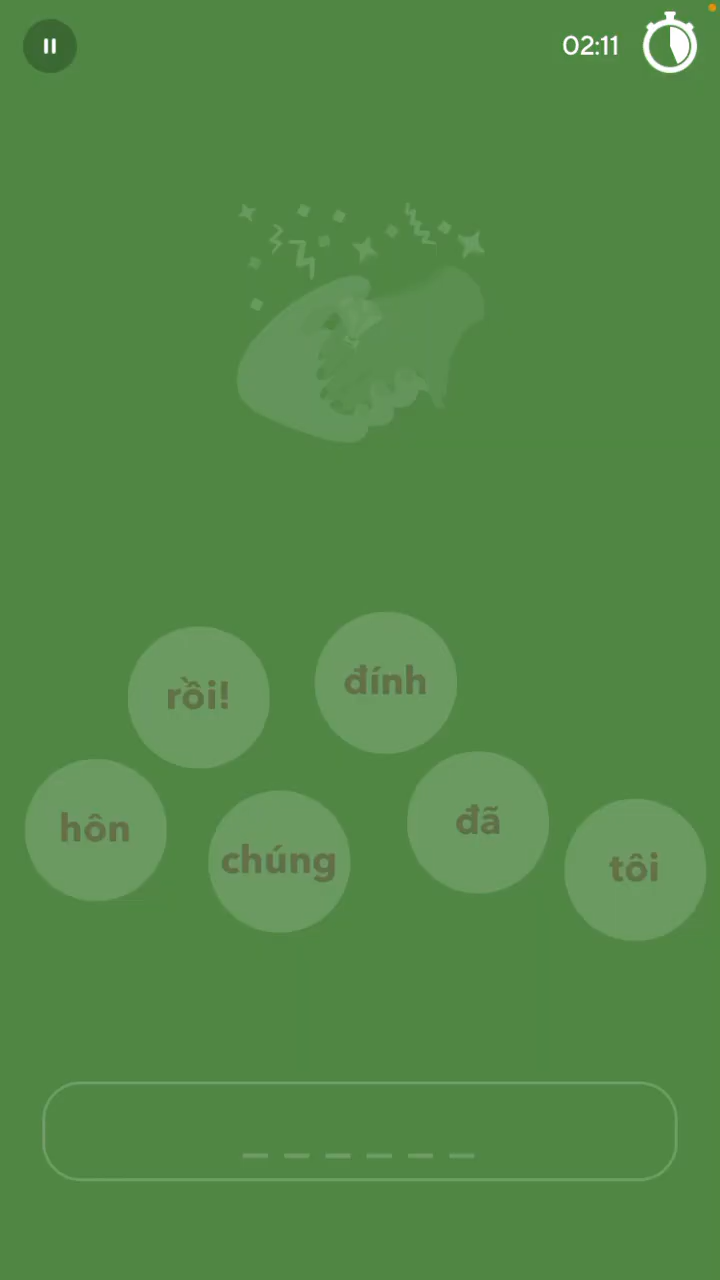 02:11
rồi!
đính
hôn
chúng
đã
tôi